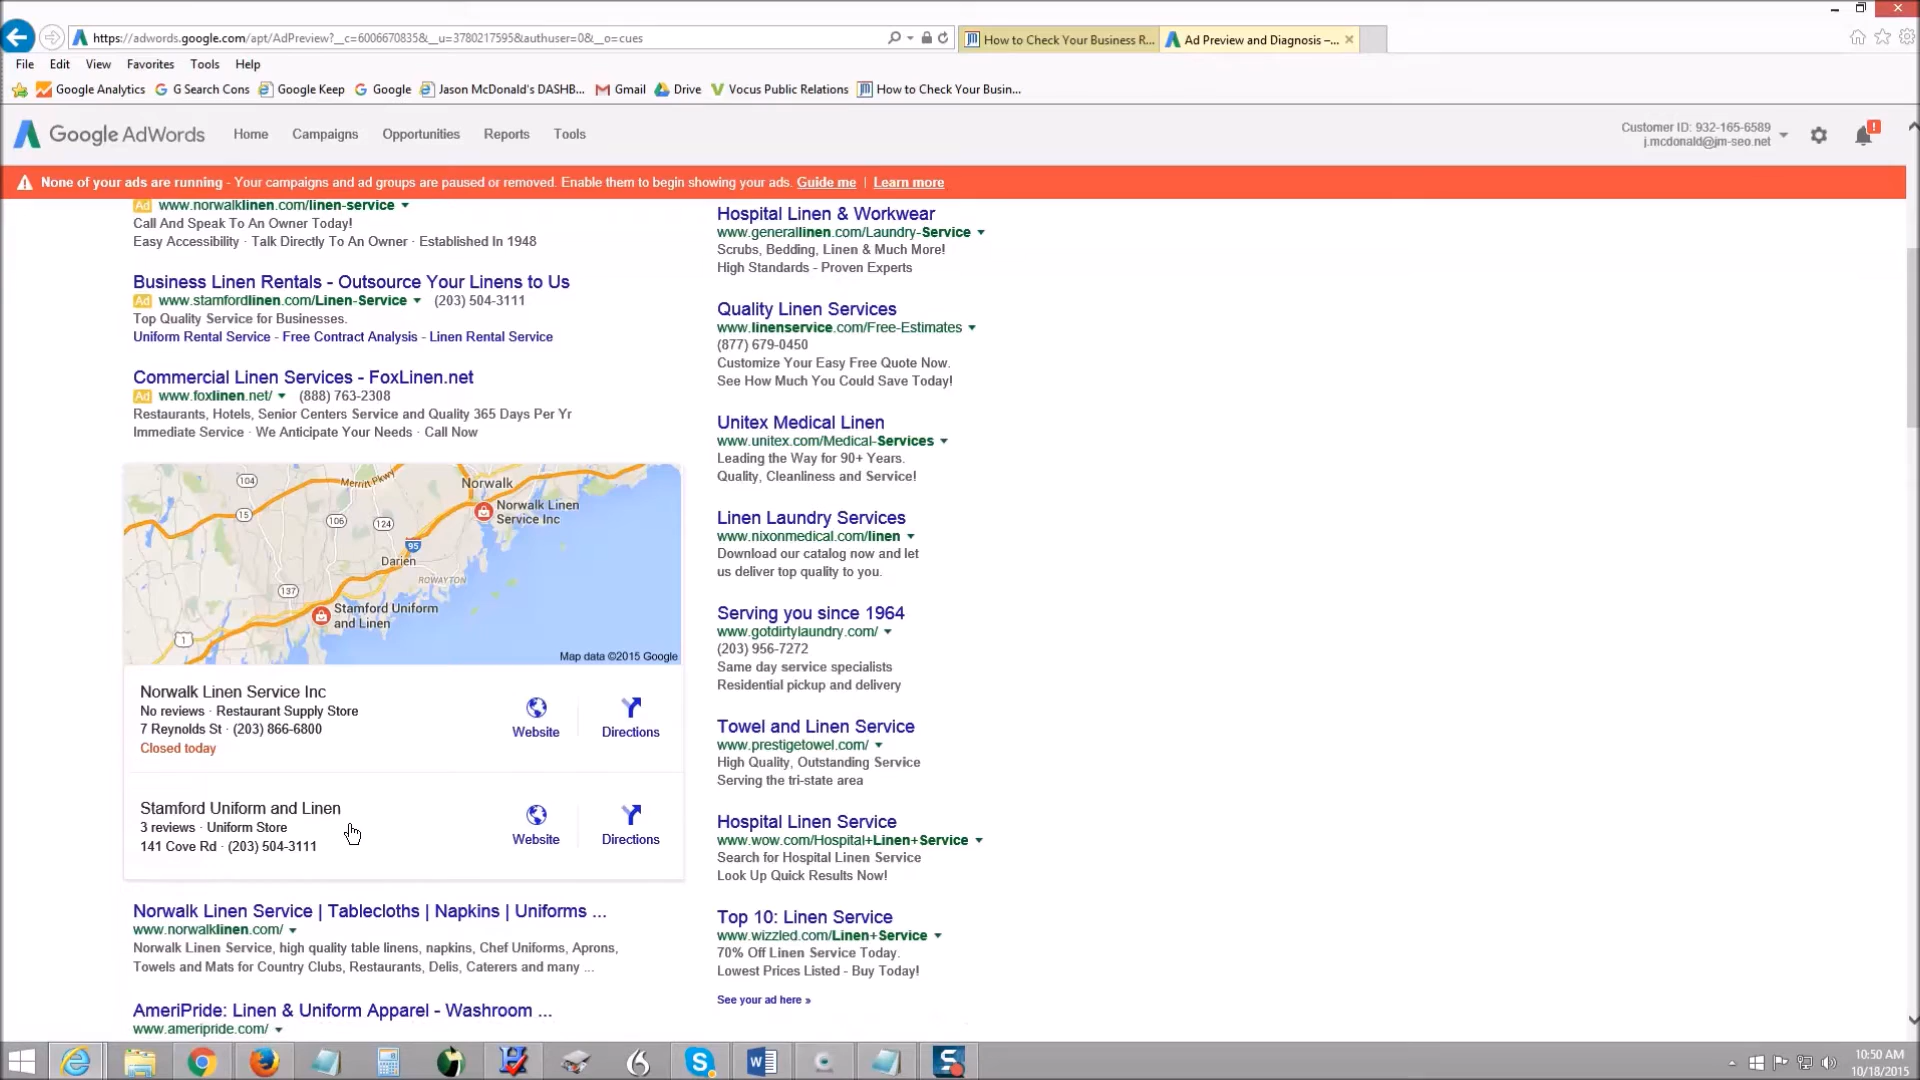 https://adwords.google.com/apt/AdPreview?__c=6006670835&__u=3780217595&authuser=0&__o=cues
How to Check Your Business R...
Ad Preview and Diagnosis –...
File Edit View Favorites Tools Help
Google Analytics G Search Cons Google Keep Google Jason McDonald's DASHB... Gmail Drive Vocus Public Relations How to Check Your Busin...
Google AdWords Home Campaigns Opportunities Reports Tools
Customer ID: 932-165-6589
j.mcdonald@jm-seo.net
None of your ads are running - Your campaigns and ad groups are paused or removed. Enable them to begin showing your ads. Guide me | Learn more
Ad www.norwalklinen.com/linen-service
Call And Speak To An Owner Today!
Easy Accessibility · Talk Directly To An Owner · Established In 1948
Business Linen Rentals - Outsource Your Linens to Us
Ad www.stamfordlinen.com/Linen-Service (203) 504-3111
Top Quality Service for Businesses.
Uniform Rental Service - Free Contract Analysis - Linen Rental Service
Commercial Linen Services - FoxLinen.net
Ad www.foxlinen.net/ (888) 763-2308
Restaurants, Hotels, Senior Centers Service and Quality 365 Days Per Yr
Immediate Service · We Anticipate Your Needs · Call Now
104
Merritt Pkwy
Norwalk
15
106
124
Norwalk Linen
Service Inc
95
Darien
ROWAYTON
137
Stamford Uniform
and Linen
1
Map data ©2015 Google
Norwalk Linen Service Inc
No reviews · Restaurant Supply Store
7 Reynolds St · (203) 866-6800
Closed today
Website
Directions
Stamford Uniform and Linen
3 reviews · Uniform Store
141 Cove Rd · (203) 504-3111
Website
Directions
Norwalk Linen Service | Tablecloths | Napkins | Uniforms ...
www.norwalklinen.com/
Norwalk Linen Service, high quality table linens, napkins, Chef Uniforms, Aprons,
Towels and Mats for Country Clubs, Restaurants, Delis, Caterers and many ...
AmeriPride: Linen & Uniform Apparel - Washroom ...
www.ameripride.com/
Hospital Linen & Workwear
www.generallinen.com/Laundry-Service
Scrubs, Bedding, Linen & Much More!
High Standards - Proven Experts
Quality Linen Services
www.linenservice.com/Free-Estimates
(877) 679-0450
Customize Your Easy Free Quote Now.
See How Much You Could Save Today!
Unitex Medical Linen
www.unitex.com/Medical-Services
Leading the Way for 90+ Years.
Quality, Cleanliness and Service!
Linen Laundry Services
www.nixonmedical.com/linen
Download our catalog now and let
us deliver top quality to you.
Serving you since 1964
www.gotdirtylaundry.com/
(203) 956-7272
Same day service specialists
Residential pickup and delivery
Towel and Linen Service
www.prestigetowel.com/
High Quality, Outstanding Service
Serving the tri-state area
Hospital Linen Service
www.wow.com/Hospital+Linen+Service
Search for Hospital Linen Service
Look Up Quick Results Now!
Top 10: Linen Service
www.wizzled.com/Linen+Service
70% Off Linen Service Today.
Lowest Prices Listed - Buy Today!
See your ad here »
10:50 AM
10/18/2015